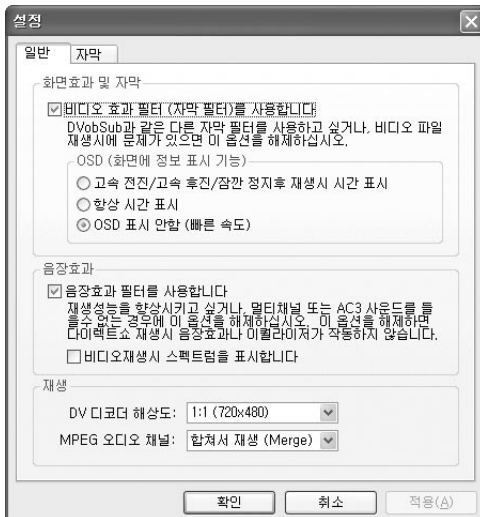 설정
일반
자막
화면효과 및 자막
비디오 효과 필터 (자막 필터)를 사용합니다
DVobSub과 같은 다른 자막 필터를 사용하고 싶거나, 비디오 파일
재생시에 문제가 있으면 이 옵션을 해제하십시오.
OSD (화면에 정보 표시 기능)
고속 전진/고속 후진/잠깐 정지후 재생시 시간 표시
항상 시간 표시
OSD 표시 안함 (빠른 속도)
음장효과
음장효과 필터를 사용합니다
재생성능을 향상시키고 싶거나, 멀티채널 또는 AC3 사운드를 들
을수 없는 경우에 이 옵션을 해제하십시오. 이 옵션을 해제하면
다이렉트쇼 재생시 음장효과나 이퀄라이저가 작동하지 않습니다.
비디오재생시 스펙트럼을 표시합니다
재생
DV 디코더 해상도: 1:1 (720x480)
MPEG 오디오 채널: 합쳐서 재생 (Merge)
확인 취소 적용(A)